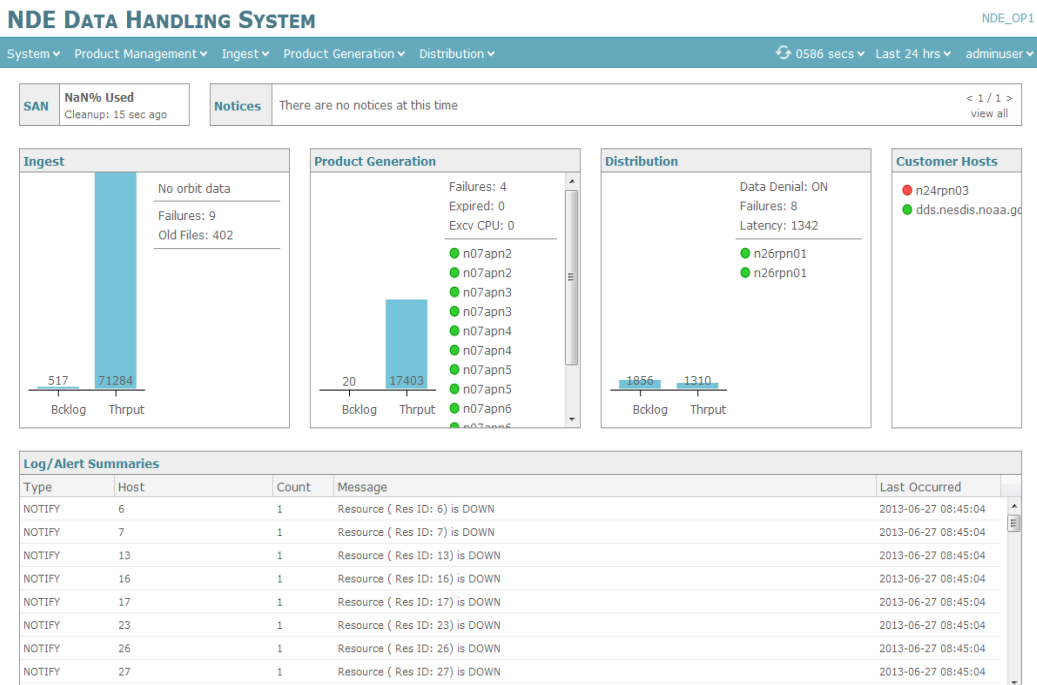 NDE DATA HANDLING SYSTEM
NDE_OP1
System Product Management Ingest Product Generation Distribution 0586 secs Last 24 hrs adminuser
SAN
NaN% Used
Cleanup: 15 sec ago
Notices
There are no notices at this time
< 1 / 1 >
view all
Ingest
No orbit data
Failures: 9
Old Files: 402
517 71284
Bcklog Thrput
Product Generation
Failures: 4
Expired: 0
Excv CPU: 0
n07apn2
n07apn2
n07apn3
n07apn3
n07apn4
n07apn4
n07apn5
n07apn5
n07apn6
n07apn6
20 17403
Bcklog Thrput
Distribution
Data Denial: ON
Failures: 8
Latency: 1342
n26rpn01
n26rpn01
1856 1310
Bcklog Thrput
Customer Hosts
n24rpn03
dds.nesdis.noaa.gc
Log/Alert Summaries
Type Host Count Message Last Occurred
NOTIFY 6 1 Resource ( Res ID: 6) is DOWN 2013-06-27 08:45:04
NOTIFY 7 1 Resource ( Res ID: 7) is DOWN 2013-06-27 08:45:04
NOTIFY 13 1 Resource ( Res ID: 13) is DOWN 2013-06-27 08:45:04
NOTIFY 16 1 Resource ( Res ID: 16) is DOWN 2013-06-27 08:45:04
NOTIFY 17 1 Resource ( Res ID: 17) is DOWN 2013-06-27 08:45:04
NOTIFY 23 1 Resource ( Res ID: 23) is DOWN 2013-06-27 08:45:04
NOTIFY 26 1 Resource ( Res ID: 26) is DOWN 2013-06-27 08:45:04
NOTIFY 27 1 Resource ( Res ID: 27) is DOWN 2013-06-27 08:45:04